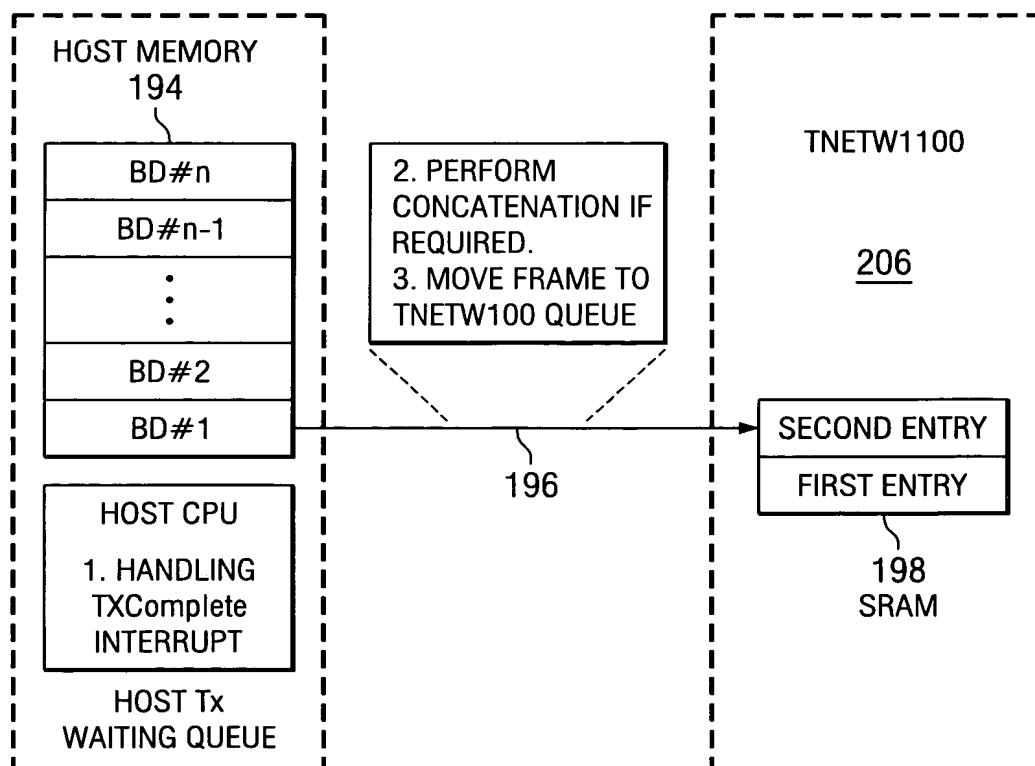 HOST MEMORY
194
BD#n
BD#n-1
BD#2
BD#1
HOST CPU
1. HANDLING
TXComplete
INTERRUPT
HOST Tx
WAITING QUEUE
2. PERFORM
CONCATENATION IF
REQUIRED.
3. MOVE FRAME TO
TNETW100 QUEUE
196
TNETW1100
206
SECOND ENTRY
FIRST ENTRY
198
SRAM